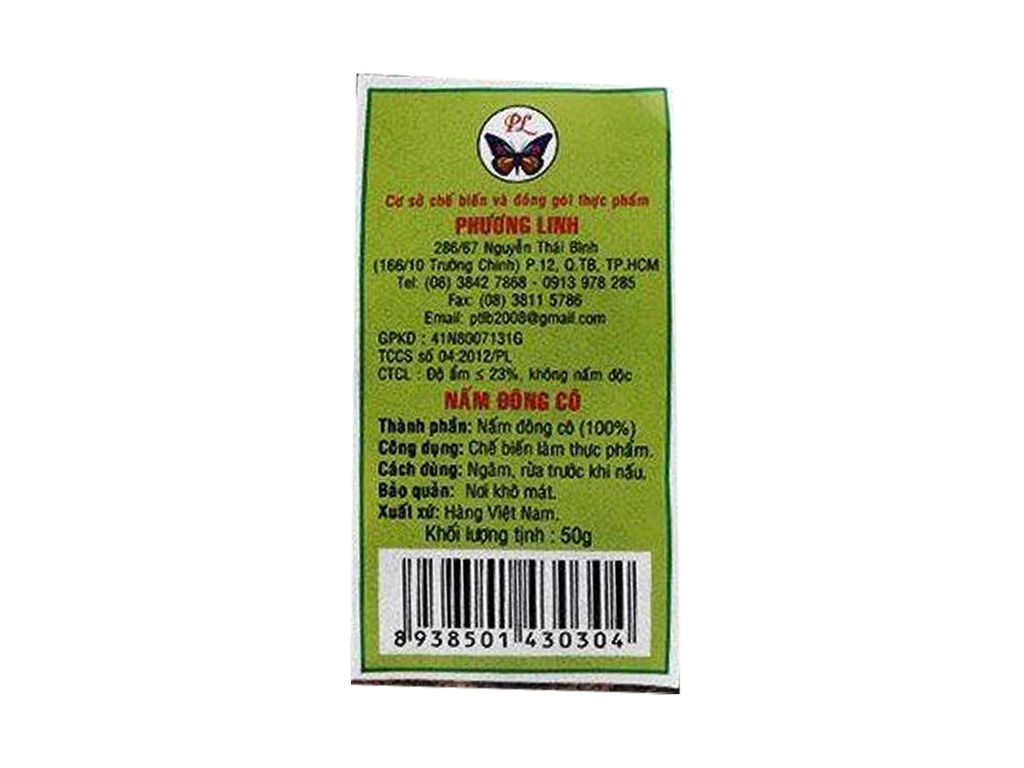 PL
Cơ sở chế biến và đóng gói thực phẩm
PHƯƠNG LINH
286/67 Nguyễn Thái Bình
(166/10 Trường Chinh) P.12, Q.TB, TP.HCM
Tel: (08) 3842 7868 - 0913 978 285
Fax: (08) 3811 5786
Email: ptlb2008@gmail.com
GPKD : 41N8007131G
TCCS số 04:2012/PL
CTCL : Độ ẩm ≤ 23%, không nấm độc
NẤM ĐÔNG CÔ
Thành phần: Nấm đông cô (100%)
Công dụng: Chế biến làm thực phẩm.
Cách dùng: Ngâm, rửa trước khi nấu.
Bảo quản: Nơi khô mát.
Xuất xứ: Hàng Việt Nam.
Khối lượng tịnh : 50g
8 938501 430304